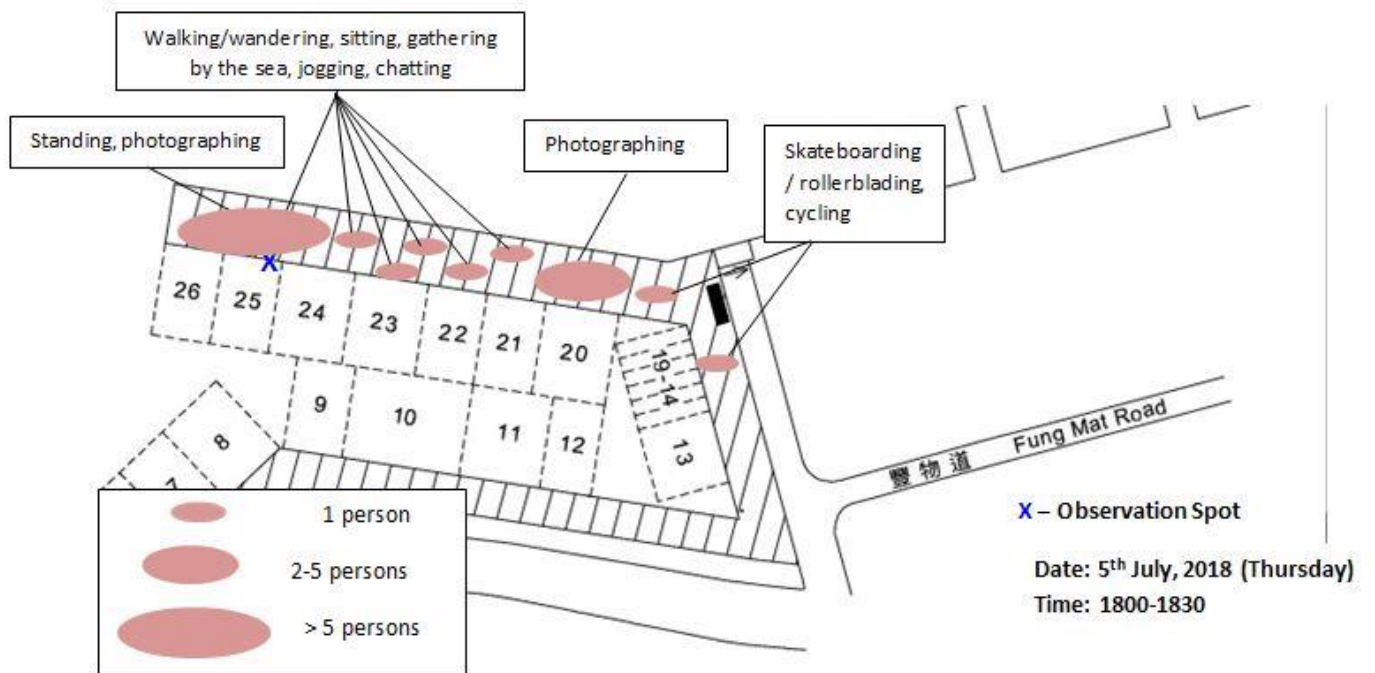 Walking/wandering, sitting, gathering
by the sea, jogging, chatting
Standing, photographing
Photographing
Skateboarding
/ rollerblading,
cycling
26
25
24
23
22
21
20
19-14
13
9
10
11
12
8
7
豐物道 Fung Mat Road
1 person
2-5 persons
> 5 persons
X – Observation Spot
Date: 5th July, 2018 (Thursday)
Time: 1800-1830
X